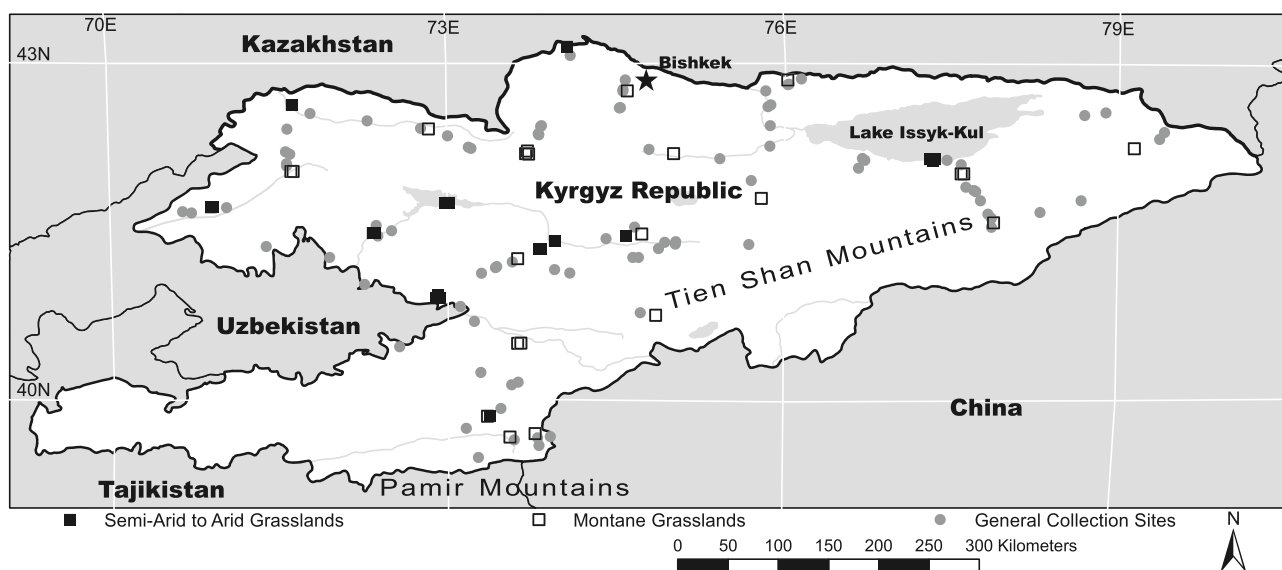 70E 73E 76E 79E
Kazakhstan
43N
Bishkek
Lake Issyk-Kul
Kyrgyz Republic
Tien Shan Mountains
Uzbekistan
40N
China
Tajikistan
Pamir Mountains
Semi-Arid to Arid Grasslands Montane Grasslands General Collection Sites
N
0 50 100 150 200 250 300 Kilometers